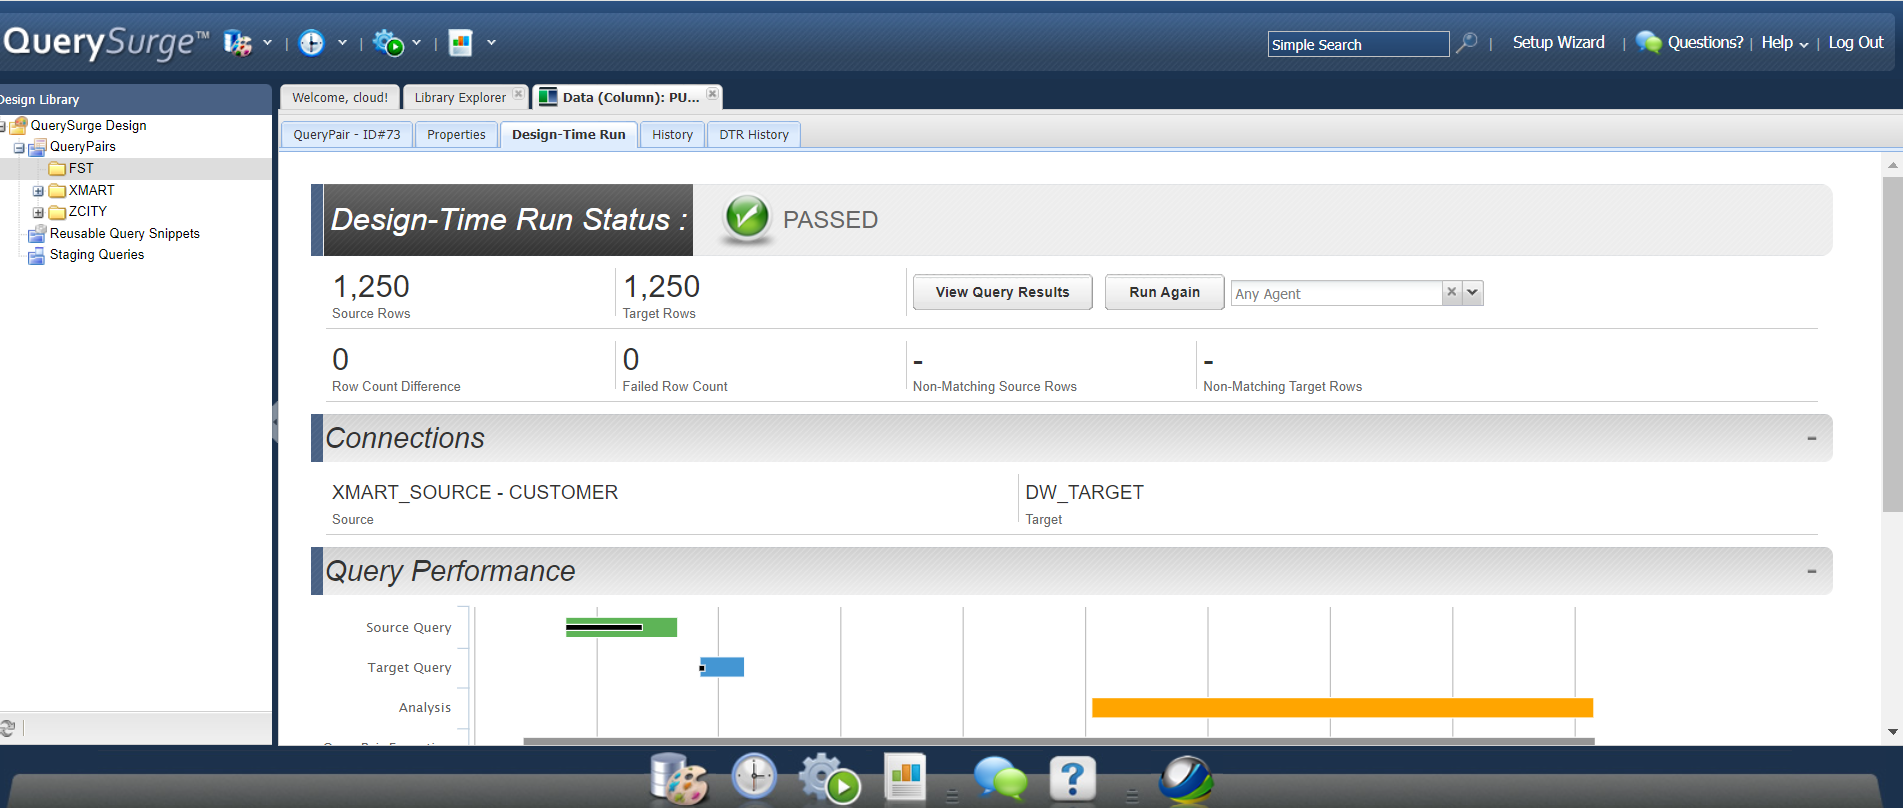 QuerySurge™
Simple Search
Setup Wizard
Questions?
Help
Log Out
Design Library
QuerySurge Design
QueryPairs
FST
XMART
ZCITY
Reusable Query Snippets
Staging Queries
Welcome, cloud!
Library Explorer
Data (Column): PU...
QueryPair - ID#73
Properties
Design-Time Run
History
DTR History
Design-Time Run Status :
PASSED
1,250
Source Rows
1,250
Target Rows
View Query Results
Run Again
Any Agent
0
Row Count Difference
0
Failed Row Count
-
Non-Matching Source Rows
-
Non-Matching Target Rows
Connections
XMART_SOURCE - CUSTOMER
Source
DW_TARGET
Target
Query Performance
Source Query
Target Query
Analysis